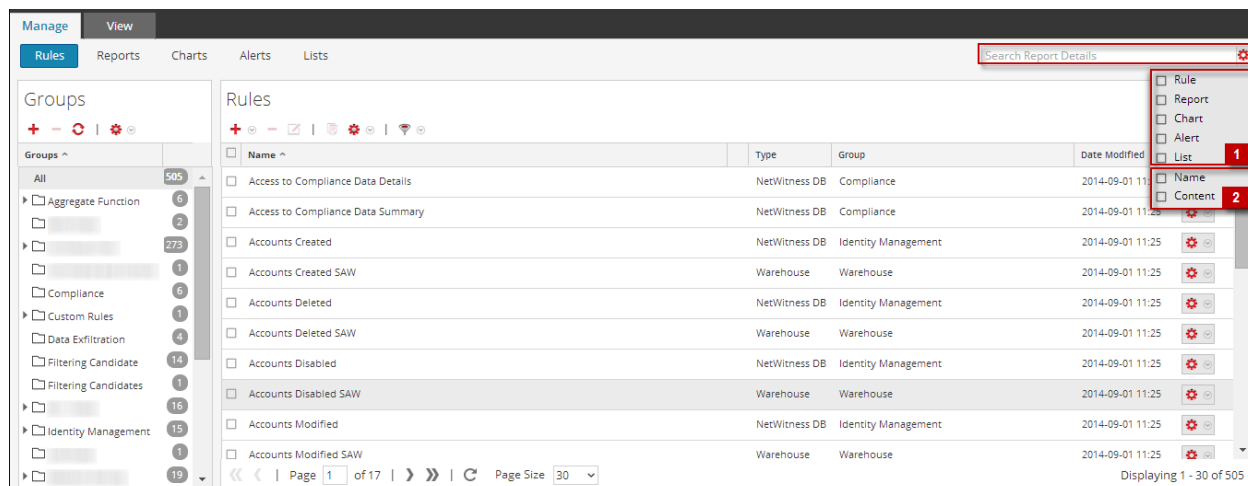 Manage View
Rules Reports Charts Alerts Lists
Search Report Details
Rule
Report
Chart
Alert
List 1
Name
Content 2
Groups
Groups ^
All 505
Aggregate Function 6
2
273
1
Compliance 6
Custom Rules 1
Data Exfiltration 4
Filtering Candidate 14
Filtering Candidates 1
16
Identity Management 15
1
19
Rules
Name ^ Type Group Date Modified
Access to Compliance Data Details NetWitness DB Compliance 2014-09-01 11:
Access to Compliance Data Summary NetWitness DB Compliance 2014-09-01 11:25
Accounts Created NetWitness DB Identity Management 2014-09-01 11:25
Accounts Created SAW Warehouse Warehouse 2014-09-01 11:25
Accounts Deleted NetWitness DB Identity Management 2014-09-01 11:25
Accounts Deleted SAW Warehouse Warehouse 2014-09-01 11:25
Accounts Disabled NetWitness DB Identity Management 2014-09-01 11:25
Accounts Disabled SAW Warehouse Warehouse 2014-09-01 11:25
Accounts Modified NetWitness DB Identity Management 2014-09-01 11:25
Accounts Modified SAW Warehouse Warehouse 2014-09-01 11:25
Page 1 of 17 Page Size 30 Displaying 1 - 30 of 505